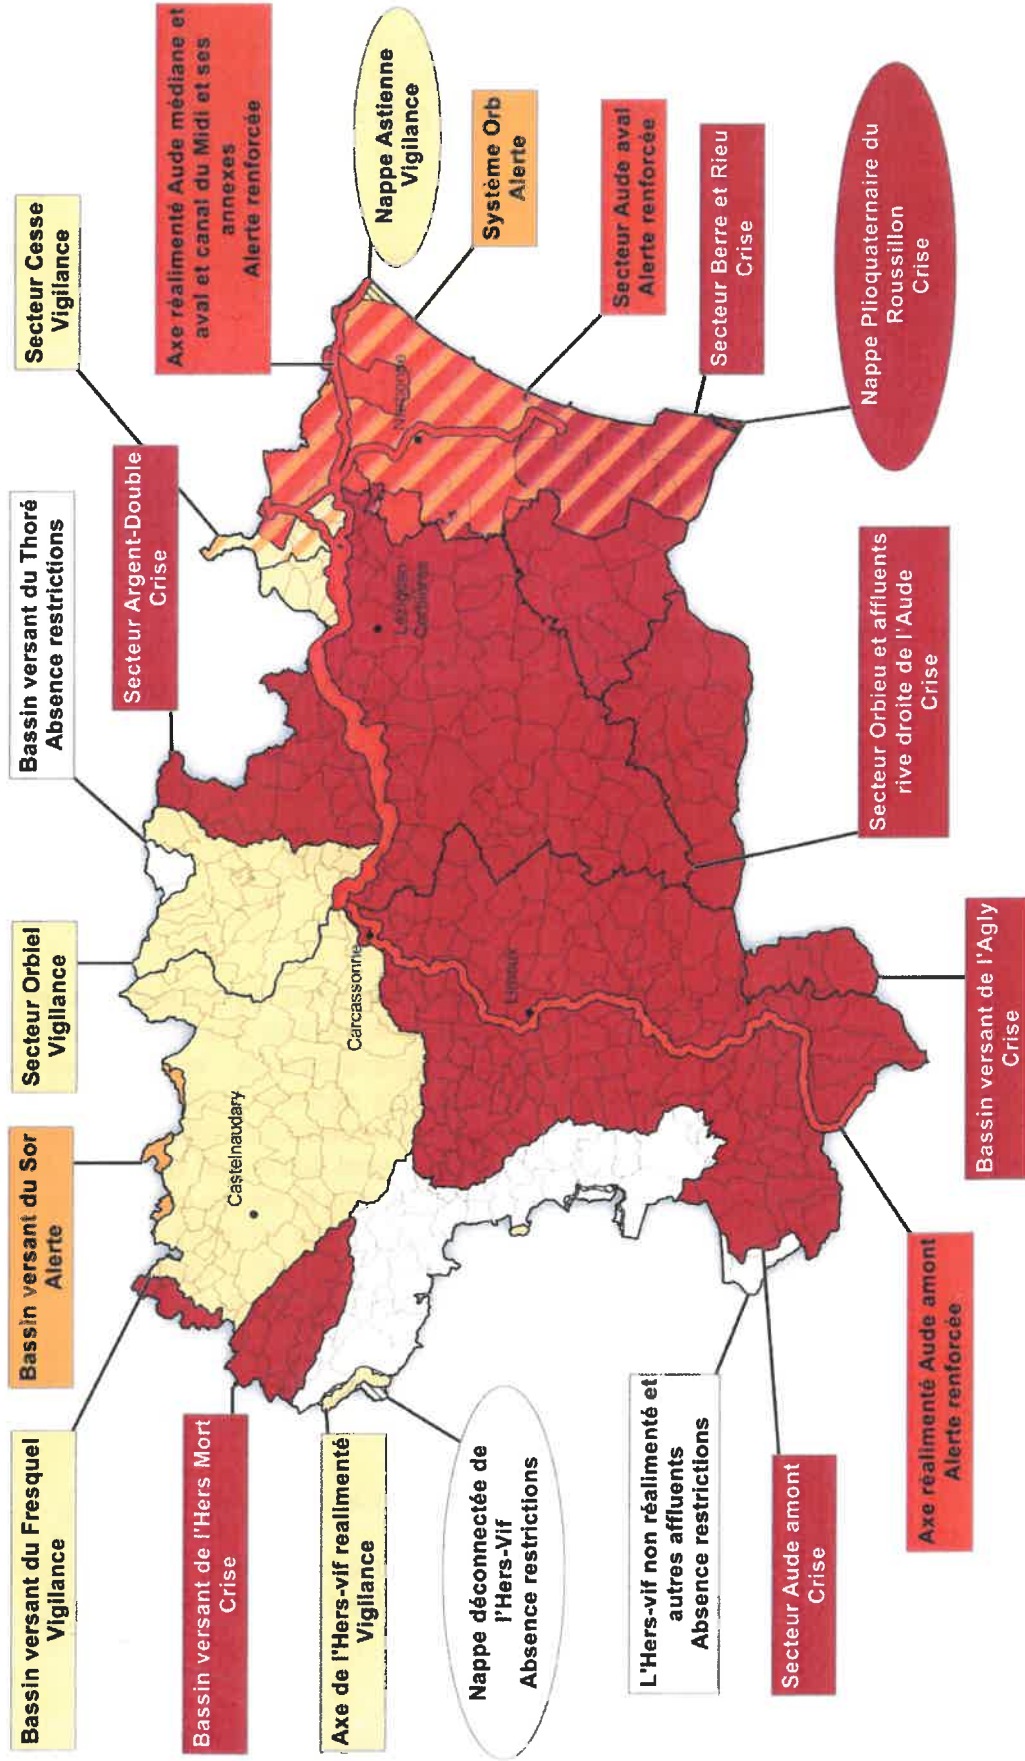 Bassin versant du Fresquel
Vigilance
Bassin versant du Sor
Alerte
Secteur Orbiel
Vigilance
Bassin versant du Thoré
Absence restrictions
Secteur Cesse
Vigilance
Secteur Argent-Double
Crise
Axe réalimenté Aude médiane et
aval et canal du Midi et ses
annexes
Alerte renforcée
Nappe Astienne
Vigilance
Système Orb
Alerte
Secteur Aude aval
Alerte renforcée
Secteur Berre et Rieu
Crise
Nappe Plioquaternaire du
Roussillon
Crise
Secteur Orbieu et affluents
rive droite de l'Aude
Crise
Bassin versant de l'Agly
Crise
Axe réalimenté Aude amont
Alerte renforcée
Secteur Aude amont
Crise
L'Hers-vif non réalimenté et
autres affluents
Absence restrictions
Nappe déconnectée de
l'Hers-Vif
Absence restrictions
Axe de l'Hers-vif realimenté
Vigilance
Bassin versant de l'Hers Mort
Crise
Castelnaudary
Carcassonne
Limoux
Lézignan
Corbières
Narbonne